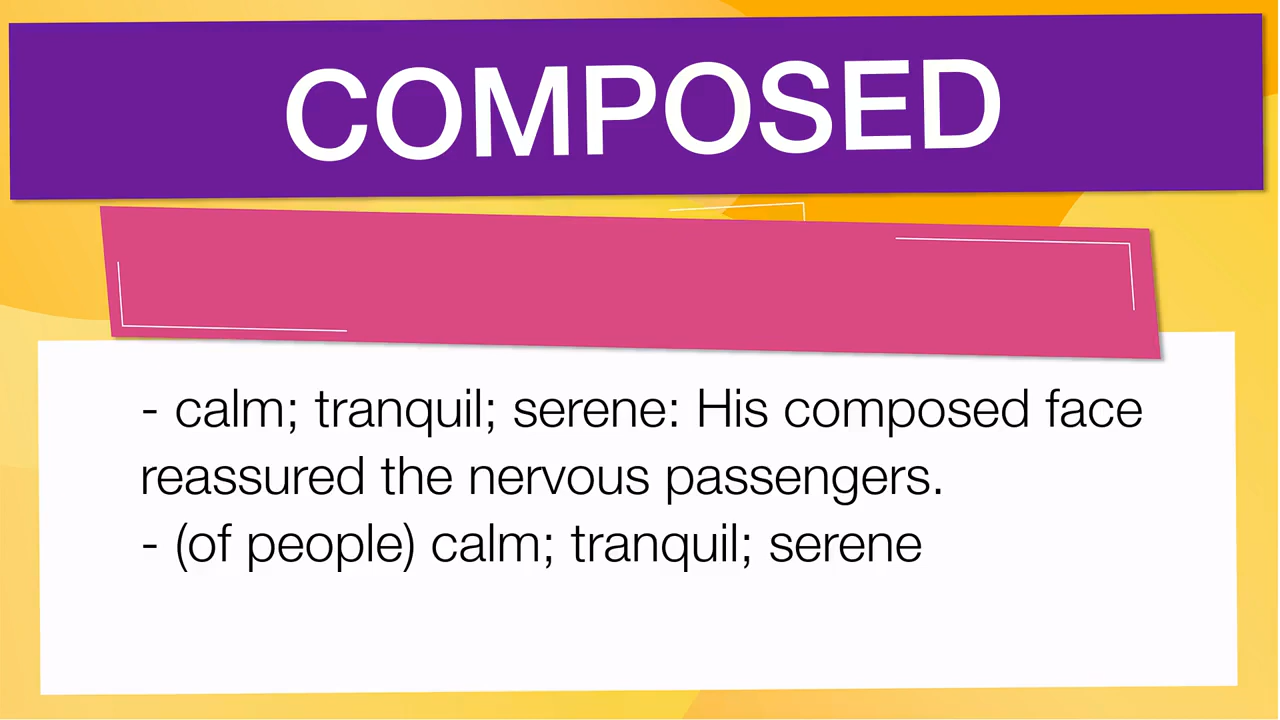 COMPOSED
- calm; tranquil; serene: His composed face
reassured the nervous passengers.
- (of people) calm; tranquil; serene